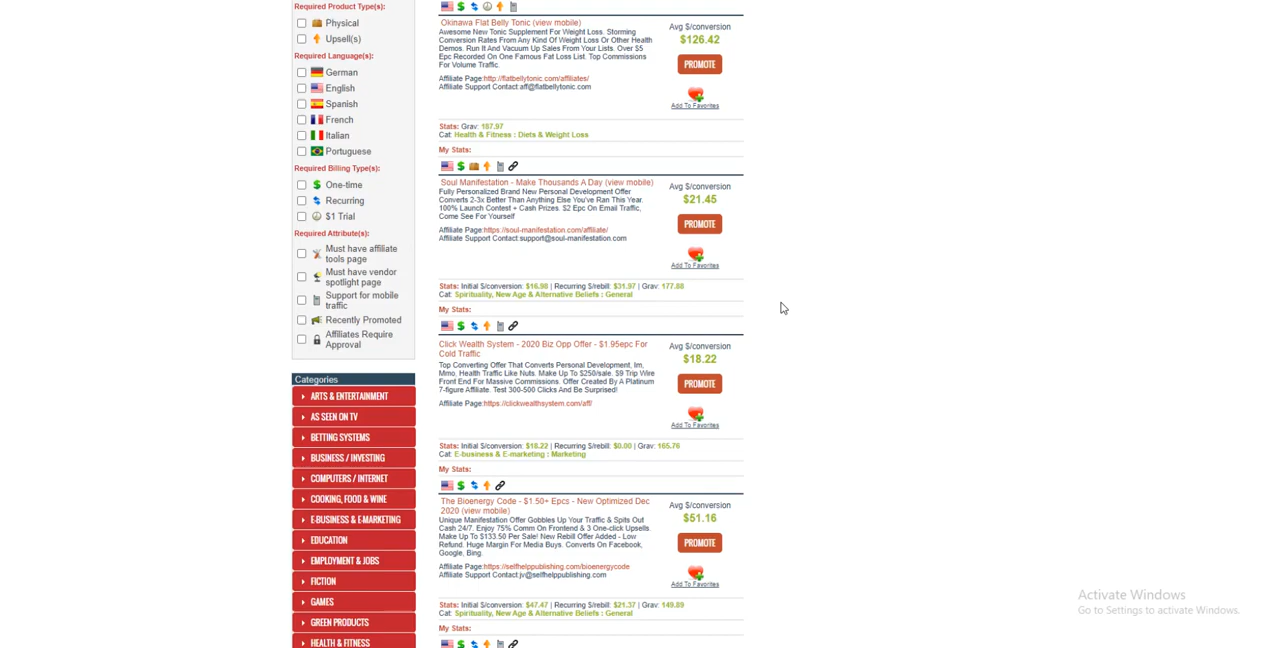 Required Product Type(s):
Physical
Upsell(s)
Required Language(s):
German
English
Spanish
French
Italian
Portuguese
Required Billing Type(s):
One-time
Recurring
$1 Trial
Required Attribute(s):
Must have affiliate
tools page
Must have vendor
spotlight page
Support for mobile
traffic
Recently Promoted
Affiliates Require
Approval
Categories
ARTS & ENTERTAINMENT
AS SEEN ON TV
BETTING SYSTEMS
BUSINESS / INVESTING
COMPUTERS / INTERNET
COOKING, FOOD & WINE
E-BUSINESS & E-MARKETING
EDUCATION
EMPLOYMENT & JOBS
FICTION
GAMES
GREEN PRODUCTS
HEALTH & FITNESS
Okinawa Flat Belly Tonic (view mobile)
Awesome New Tonic Supplement For Weight Loss. Storming
Conversion Rates From Any Kind Of Weight Loss Or Other Health
Demos. Run It And Vacuum Up Sales From Your Lists. Over $5
Epc Recorded On One Famous Fat Loss List. Top Commissions
For Volume Traffic.
Affiliate Page:http://flatbellytonic.com/affiliates/
Affiliate Support Contact:aff@flatbellytonic.com
Avg $/conversion
$126.42
PROMOTE
Add To Favorites
Stats: Grav: 187.97
Cat: Health & Fitness : Diets & Weight Loss
My Stats:
Soul Manifestation - Make Thousands A Day (view mobile)
Fully Personalized Brand New Personal Development Offer
Converts 2-3x Better Than Anything Else You've Ran This Year.
100% Launch Contest + Cash Prizes. $2 Epc On Email Traffic,
Come See For Yourself
Affiliate Page:https://soul-manifestation.com/affiliate/
Affiliate Support Contact:support@soul-manifestation.com
Avg $/conversion
$21.45
PROMOTE
Add To Favorites
Stats: Initial $/conversion: $16.98 | Recurring $/rebill: $31.97 | Grav: 177.88
Cat: Spirituality, New Age & Alternative Beliefs : General
My Stats:
Click Wealth System - 2020 Biz Opp Offer - $1.95epc For
Cold Traffic
Top Converting Offer That Converts Personal Development, Im,
Mmo, Health Traffic Like Nuts. Make Up To $250/sale. $9 Trip Wire
Front End For Massive Commissions. Offer Created By A Platinum
7-figure Affiliate. Test 300-500 Clicks And Be Surprised!
Affiliate Page:https://clickwealthsystem.com/aff/
Avg $/conversion
$18.22
PROMOTE
Add To Favorites
Stats: Initial $/conversion: $18.22 | Recurring $/rebill: $0.00 | Grav: 165.76
Cat: E-business & E-marketing : Marketing
My Stats:
The Bioenergy Code - $1.50+ Epcs - New Optimized Dec
2020 (view mobile)
Unique Manifestation Offer Gobbles Up Your Traffic & Spits Out
Cash 24/7. Enjoy 75% Comm On Frontend & 3 One-click Upsells.
Make Up To $133.50 Per Sale! New Rebill Offer Added - Low
Refund. Huge Margin For Media Buys. Converts On Facebook,
Google, Bing.
Affiliate Page:https://selfhelppublishing.com/bioenergycode
Affiliate Support Contact:jv@selfhelppublishing.com
Avg $/conversion
$51.16
PROMOTE
Add To Favorites
Stats: Initial $/conversion: $47.47 | Recurring $/rebill: $21.37 | Grav: 149.89
Cat: Spirituality, New Age & Alternative Beliefs : General
My Stats:
Activate Windows
Go to Settings to activate Windows.